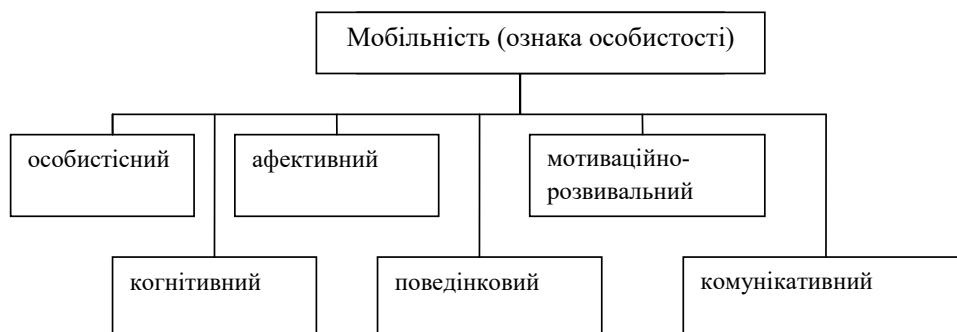 Мобільність (ознака особистості)
особистісний
афективний
мотиваційно-
розвивальний
когнітивний
поведінковий
комунікативний